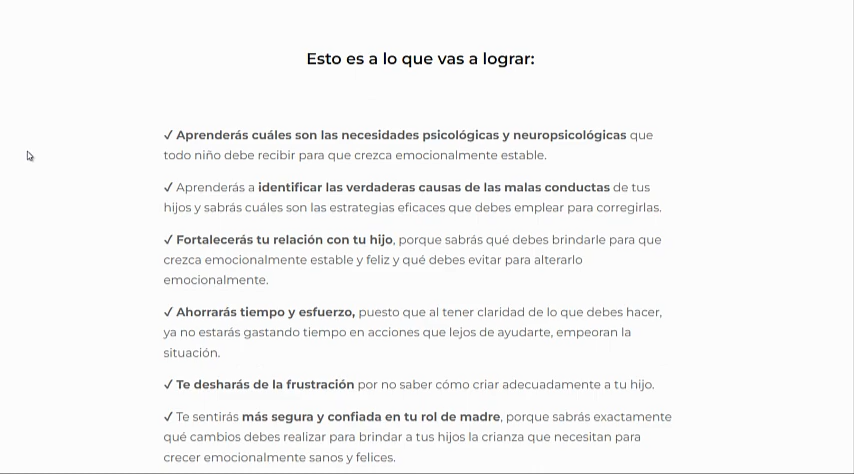 Esto es a lo que vas a lograr:
✓ Aprenderás cuáles son las necesidades psicológicas y neuropsicológicas que
todo niño debe recibir para que crezca emocionalmente estable.
✓ Aprenderás a identificar las verdaderas causas de las malas conductas de tus
hijos y sabrás cuáles son las estrategias eficaces que debes emplear para corregirlas.
✓ Fortalecerás tu relación con tu hijo, porque sabrás qué debes brindarle para que
crezca emocionalmente estable y feliz y qué debes evitar para alterarlo
emocionalmente.
✓ Ahorrarás tiempo y esfuerzo, puesto que al tener claridad de lo que debes hacer,
ya no estarás gastando tiempo en acciones que lejos de ayudarte, empeoran la
situación.
✓ Te desharás de la frustración por no saber cómo criar adecuadamente a tu hijo.
✓ Te sentirás más segura y confiada en tu rol de madre, porque sabrás exactamente
qué cambios debes realizar para brindar a tus hijos la crianza que necesitan para
crecer emocionalmente sanos y felices.